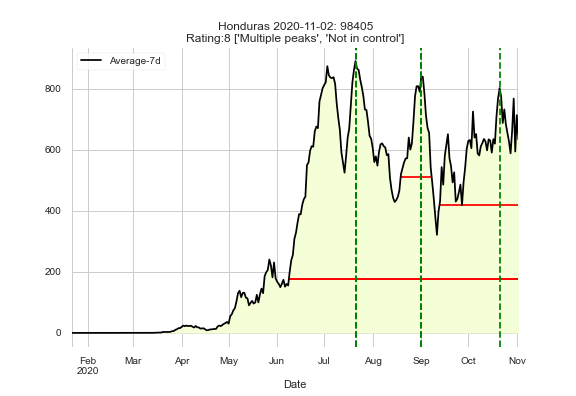 Honduras 2020-11-02: 98405
Rating:8 ['Multiple peaks', 'Not in control']
Average-7d
800
600
400
200
0
Feb Mar Apr May Jun Jul Aug Sep Oct Nov
2020
Date